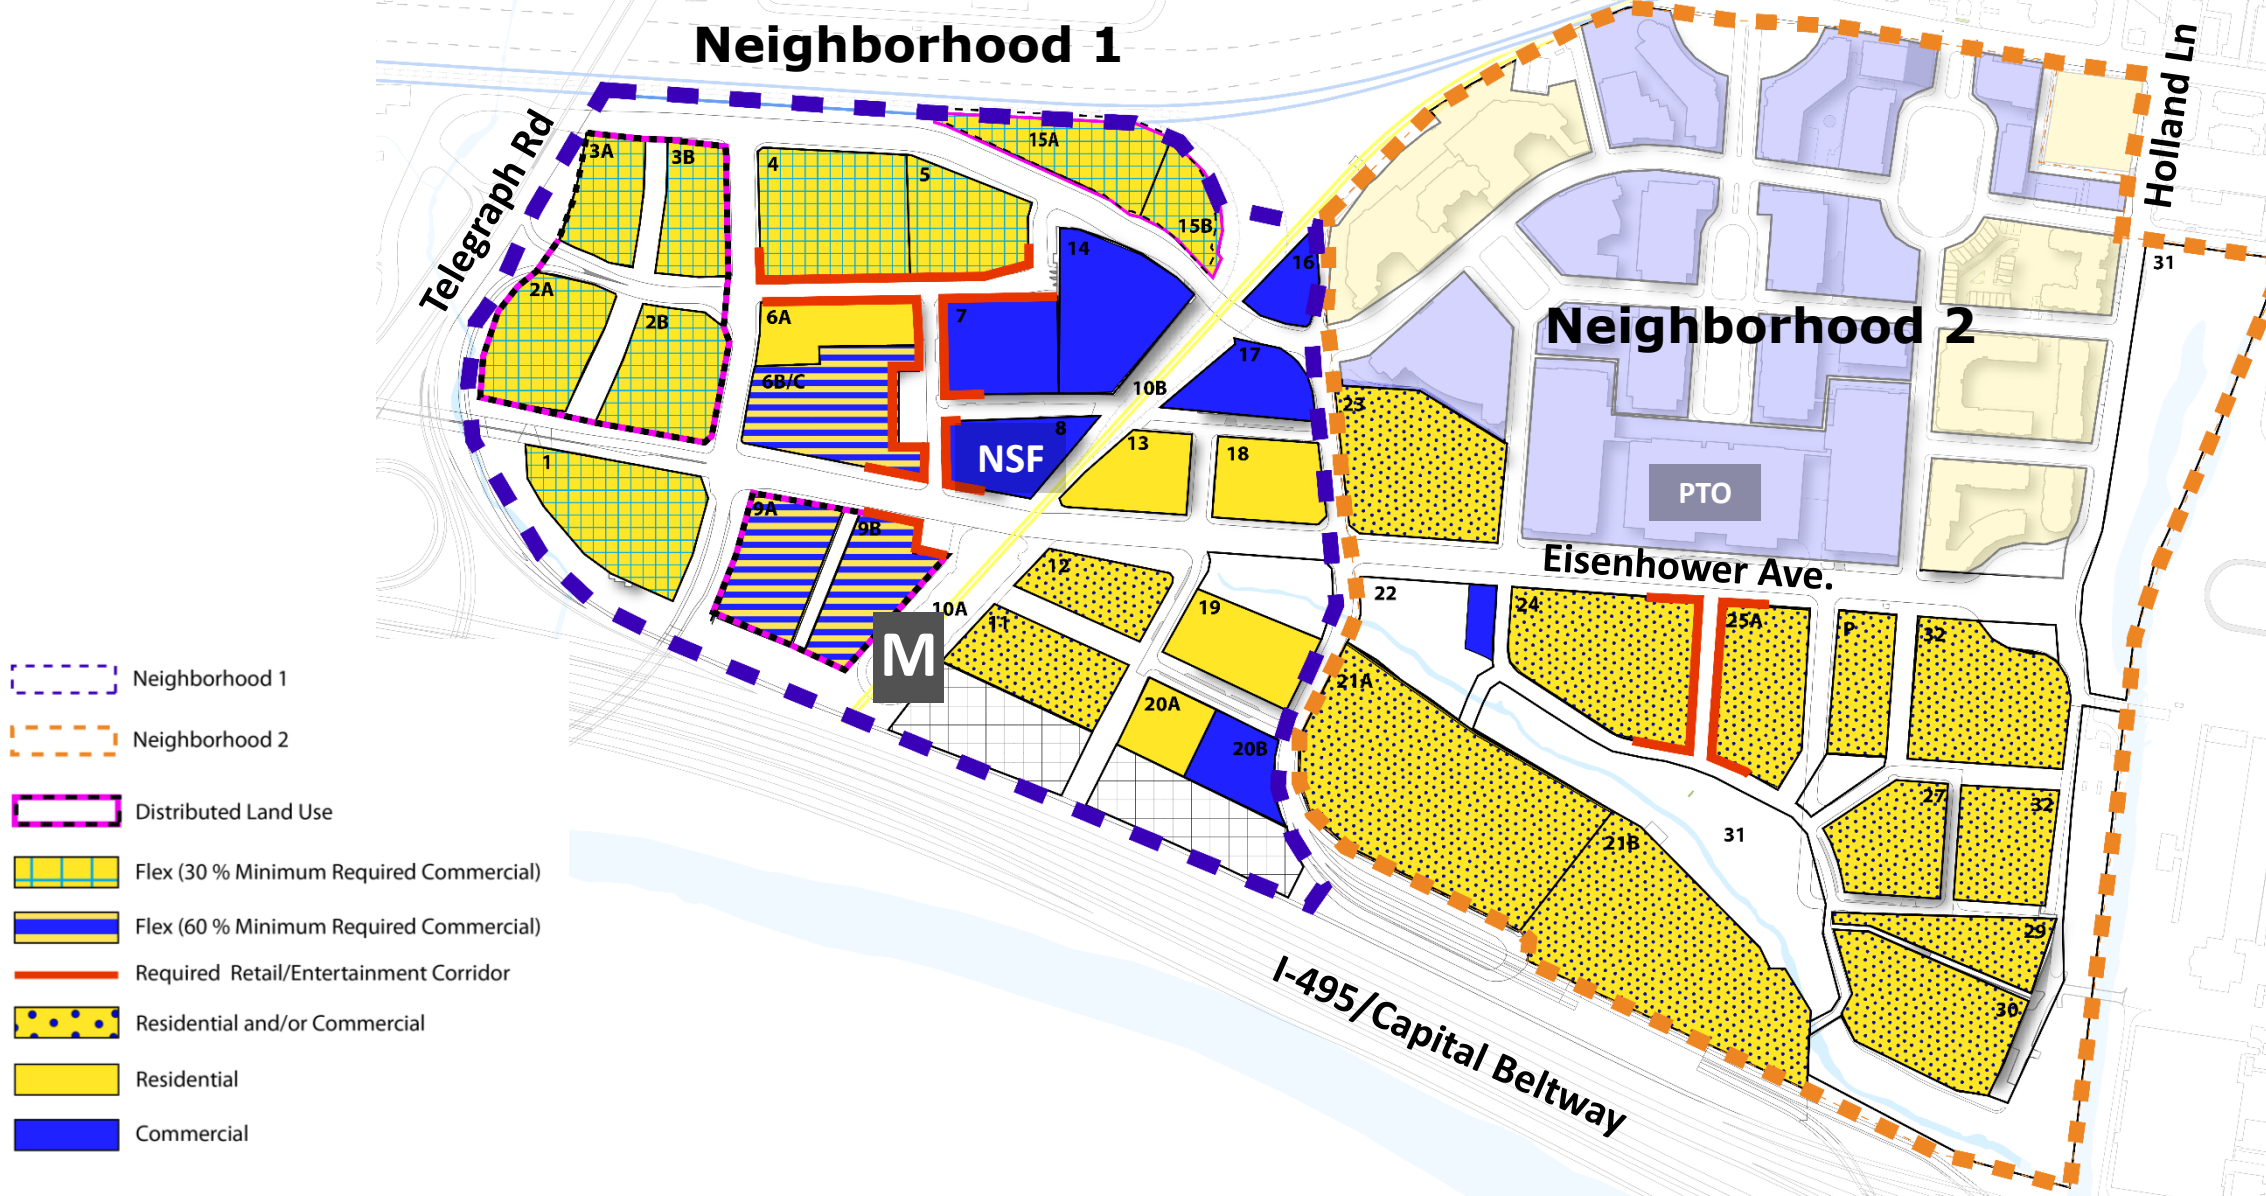 Neighborhood 1
Holland Ln
Telegraph Rd
3A
3B
4
5
15A
15B
14
16
31
2A
2B
6A
7
17
Neighborhood 2
6B/C
10B
8
NSF
13
18
23
1
PTO
9A
9B
Eisenhower Ave.
12
10A
11
M
19
22
24
25A
P
32
21A
20A
20B
27
32
21B
31
29
30
I-495/Capital Beltway
Neighborhood 1
Neighborhood 2
Distributed Land Use
Flex (30 % Minimum Required Commercial)
Flex (60 % Minimum Required Commercial)
Required Retail/Entertainment Corridor
Residential and/or Commercial
Residential
Commercial